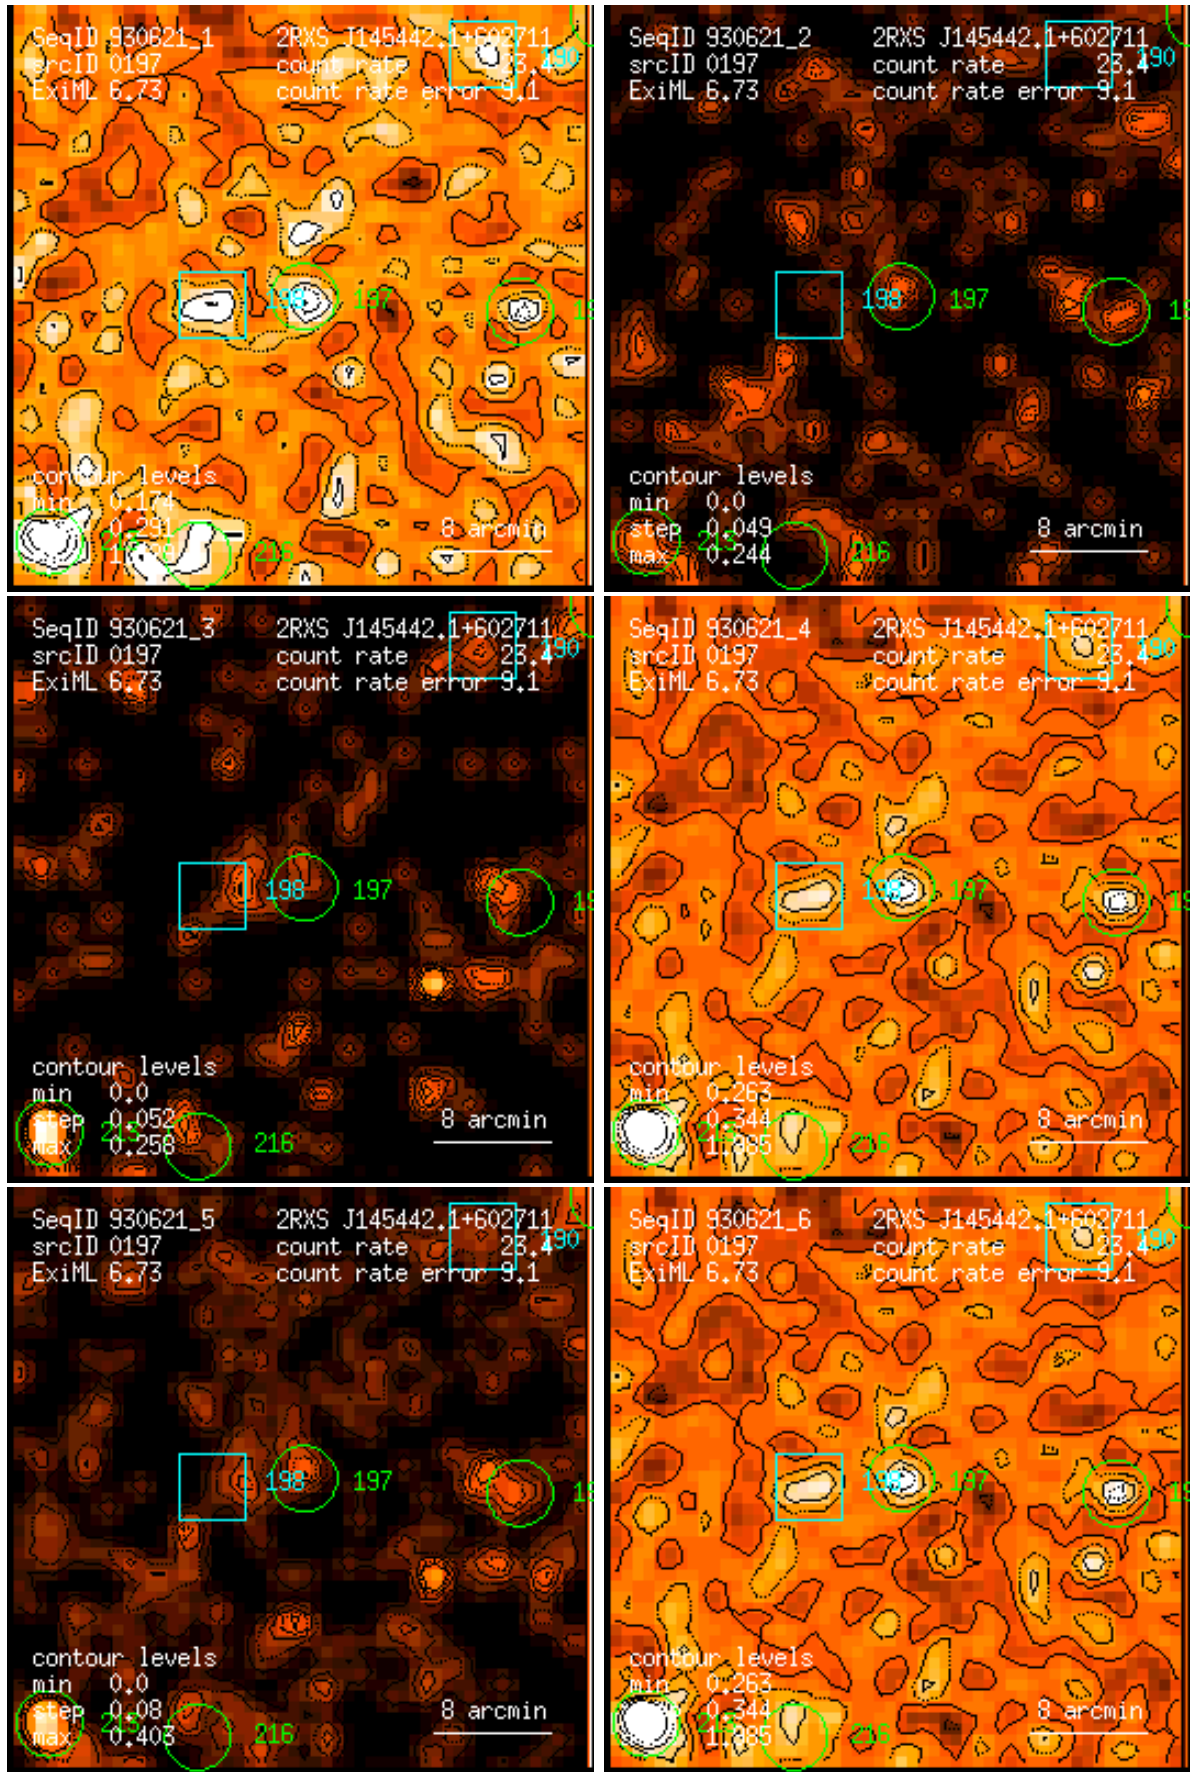 SeqID 930621_1 2RXS J145442.1+602711
srcID 0197 count rate 23.4 190
ExiML 6.73 count rate error 9.1
198 197 19
contour levels
min 0.174
0.291 8 arcmin
216
SeqID 930621_2 2RXS J145442.1+602711
srcID 0197 count rate 23.4 190
ExiML 6.73 count rate error 9.1
198 197 19
contour levels
min 0.0
step 0.049 8 arcmin
max 0.244 216
SeqID 930621_3 2RXS J145442.1+602711
srcID 0197 count rate 23.4 190
ExiML 6.73 count rate error 9.1
198 197 19
contour levels
min 0.0
step 0.052 8 arcmin
max 0.258 216
SeqID 930621_4 2RXS J145442.1+602711
srcID 0197 count rate 23.4 190
ExiML 6.73 count rate error 9.1
198 197 19
contour levels
min 0.263
0.344 8 arcmin
1.985 216
SeqID 930621_5 2RXS J145442.1+602711
srcID 0197 count rate 23.4 190
ExiML 6.73 count rate error 9.1
198 197 19
contour levels
min 0.0
step 0.08 8 arcmin
max 0.403 216
SeqID 930621_6 2RXS J145442.1+602711
srcID 0197 count rate 23.4 190
ExiML 6.73 count rate error 9.1
198 197 19
contour levels
min 0.263
0.344 8 arcmin
1.985 216